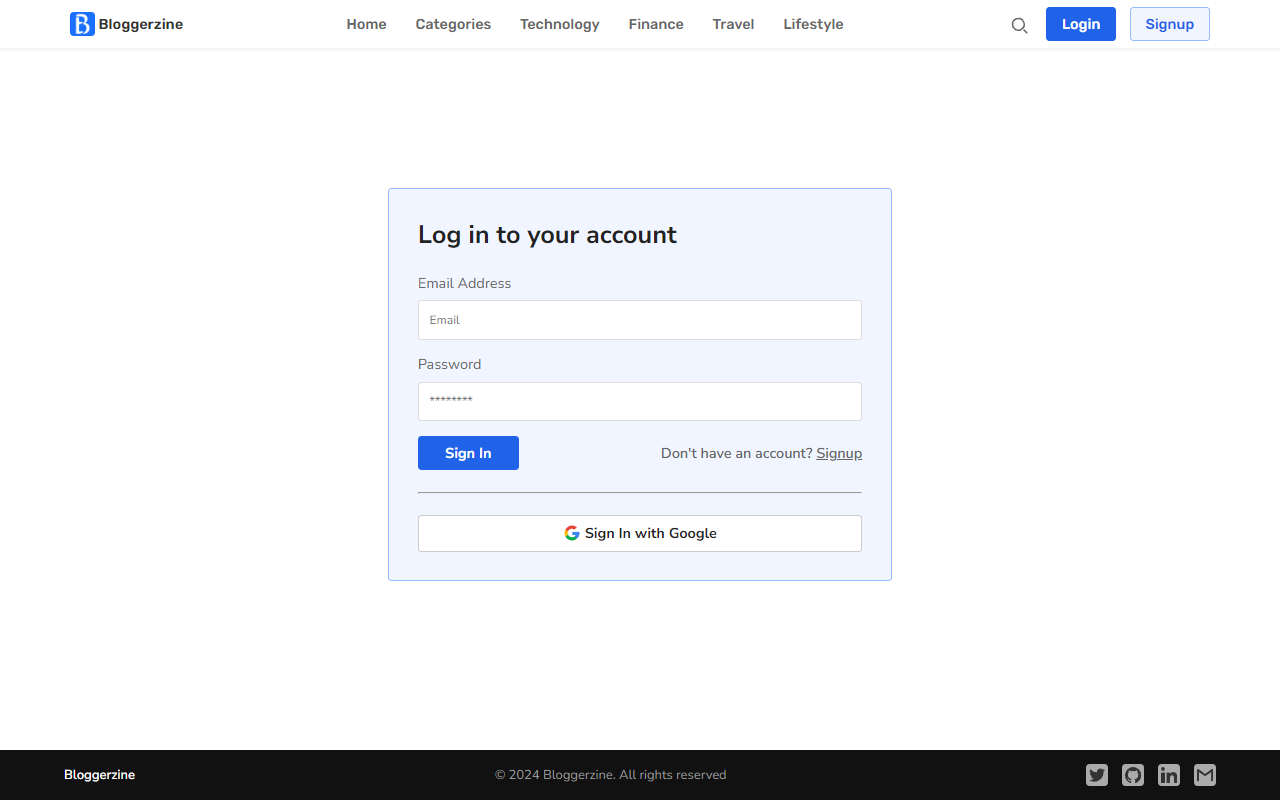 Bloggerzine Home Categories Technology Finance Travel Lifestyle Login Signup
Log in to your account
Email Address
Email
Password
********
Sign In Don't have an account? Signup
Sign In with Google
Bloggerzine © 2024 Bloggerzine. All rights reserved